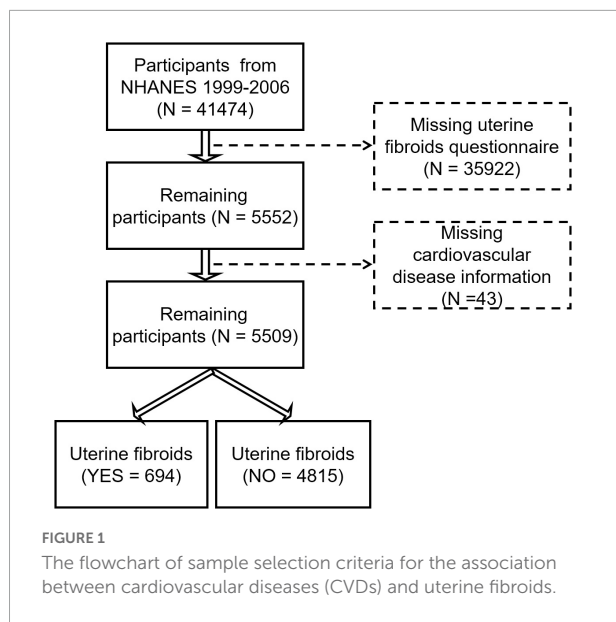 Participants from
NHANES 1999-2006
(N = 41474)
Missing uterine
fibroids questionnaire
(N = 35922)
Remaining
participants (N = 5552)
Missing
cardiovascular
disease information
(N =43)
Remaining
participants (N = 5509)
Uterine fibroids
(YES = 694)
Uterine fibroids
(NO = 4815)
FIGURE 1
The flowchart of sample selection criteria for the association
between cardiovascular diseases (CVDs) and uterine fibroids.